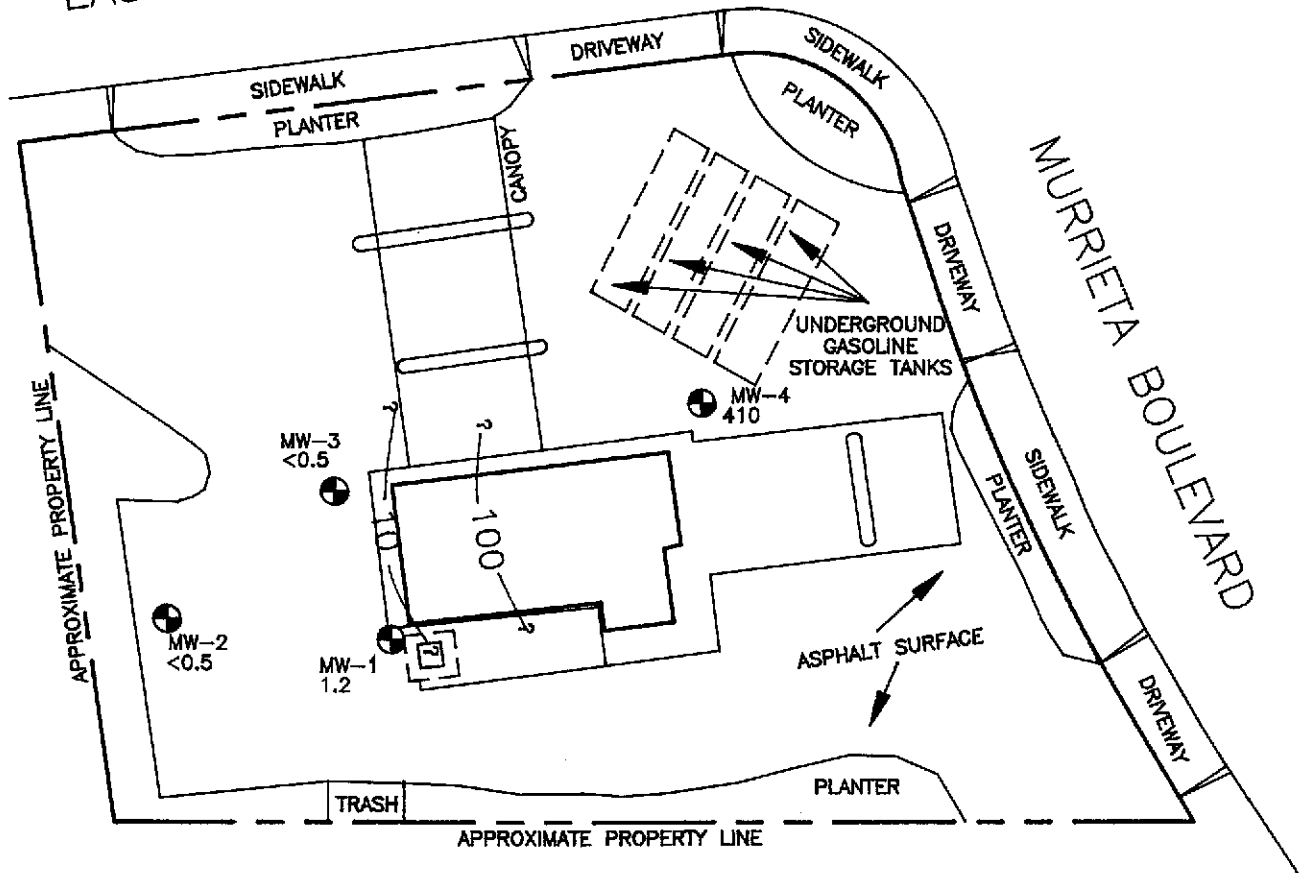 SIDEWALK
DRIVEWAY
SIDEWALK
PLANTER
PLANTER
CANOPY
MURRIETA BOULEVARD
DRIVEWAY
UNDERGROUND
GASOLINE
STORAGE TANKS
MW-4
410
?
?
MW-3
<0.5
10
100
SIDEWALK
PLANTER
APPROXIMATE PROPERTY LINE
MW-2
<0.5
MW-1
1.2
?
?
ASPHALT SURFACE
DRIVEWAY
PLANTER
TRASH
APPROXIMATE PROPERTY LINE